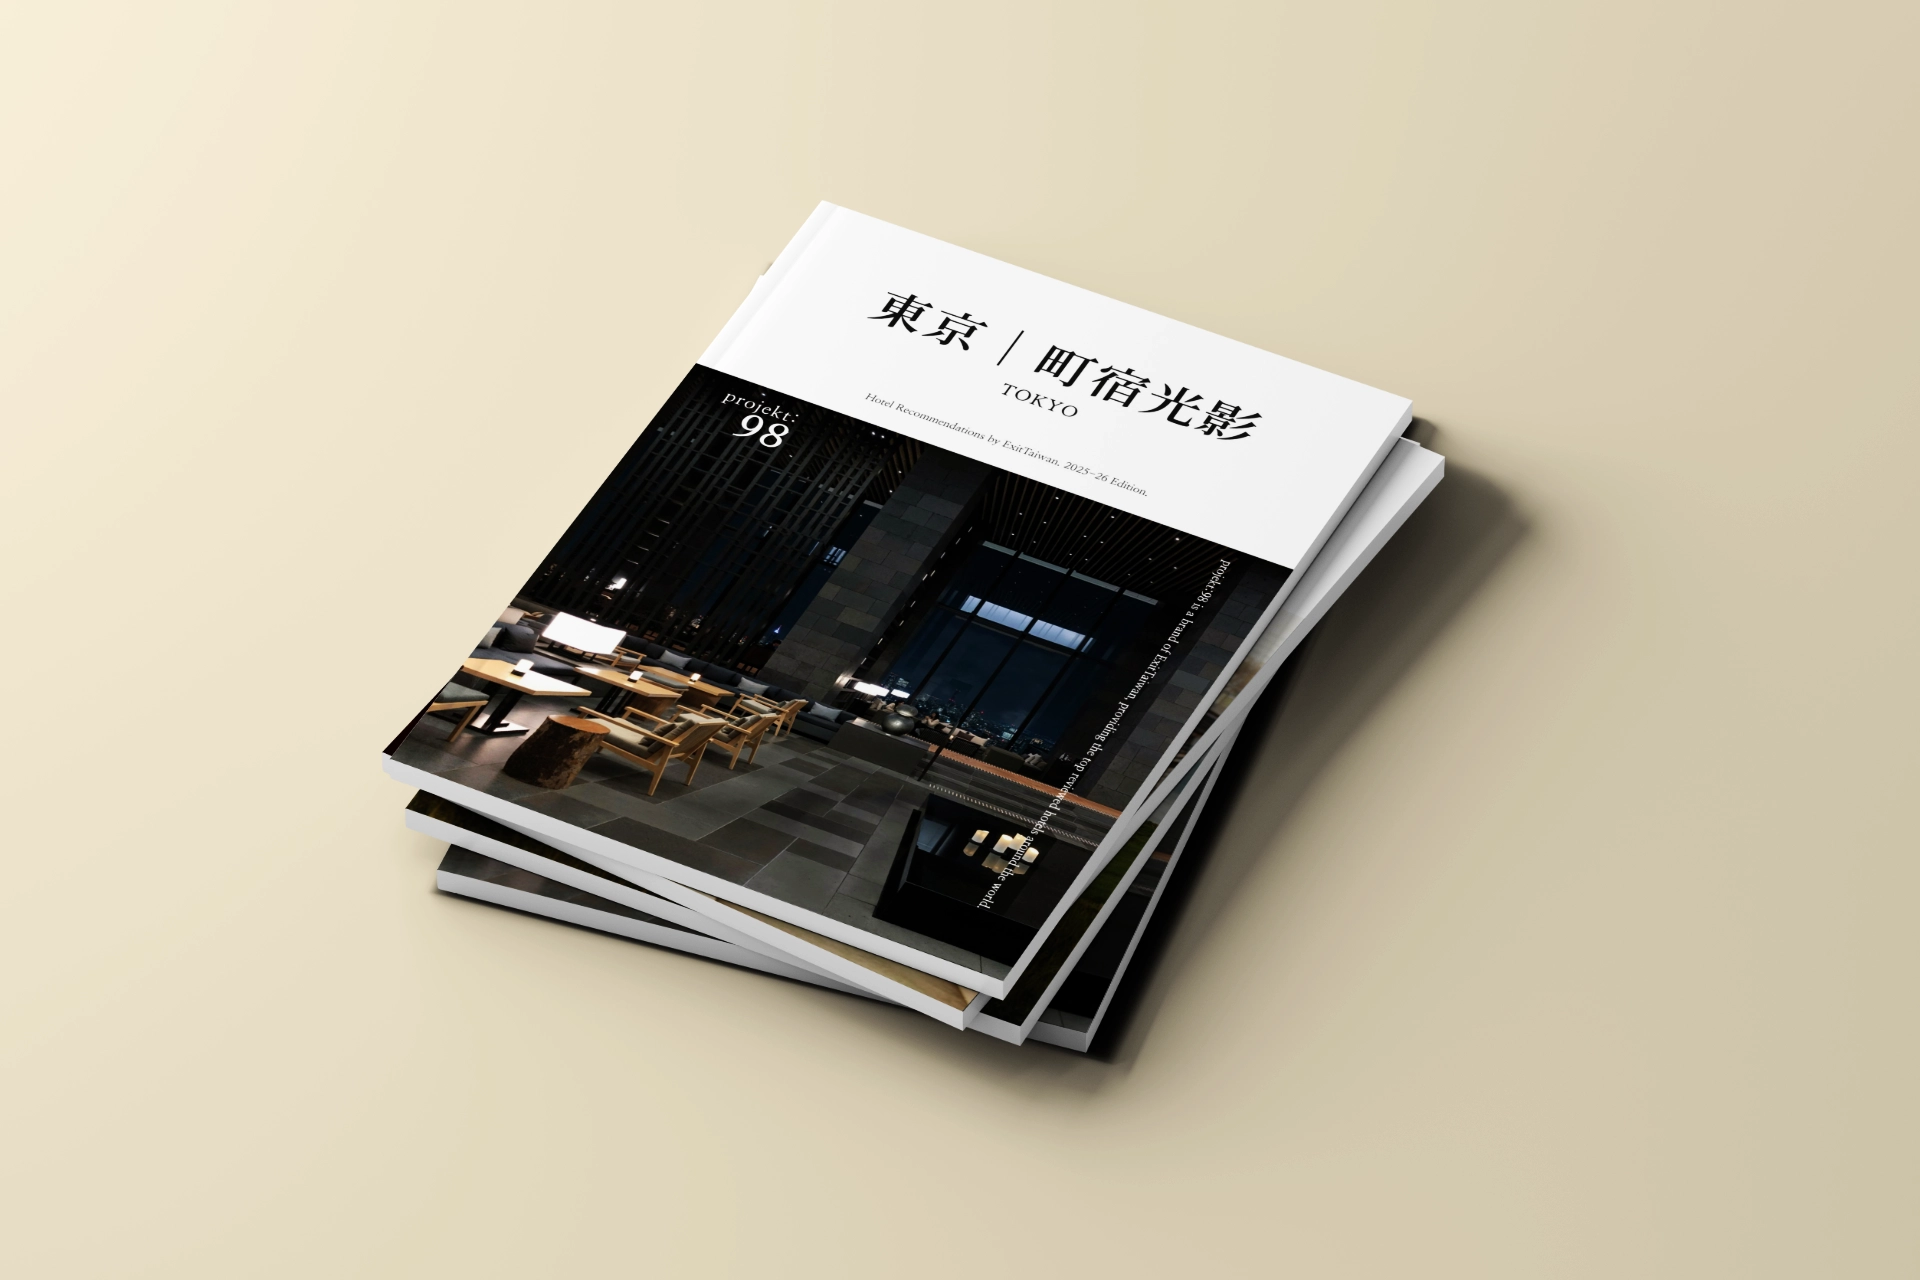 東京｜町宿光影
TOKYO
Hotel Recommendations by ExitTaiwan. 2025–26 Edition.
projekt:
98
projekt:98 is a brand of ExitTaiwan, providing the top reviewed hotels around the world.